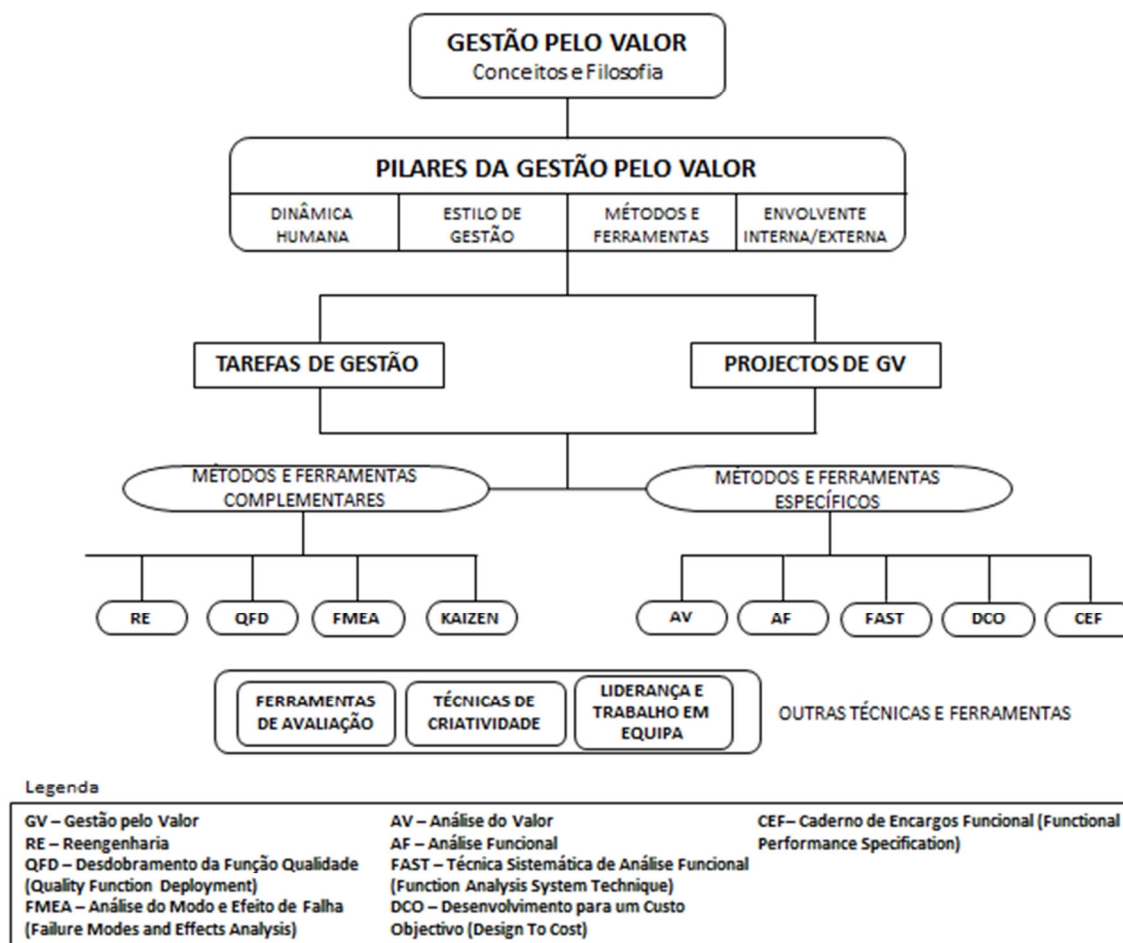 GESTÃO PELO VALOR
Conceitos e Filosofia
PILARES DA GESTÃO PELO VALOR
DINÂMICA
HUMANA
ESTILO DE
GESTÃO
MÉTODOS E
FERRAMENTAS
ENVOLVENTE
INTERNA/EXTERNA
TAREFAS DE GESTÃO
PROJECTOS DE GV
MÉTODOS E FERRAMENTAS
COMPLEMENTARES
MÉTODOS E FERRAMENTAS
ESPECÍFICOS
RE
QFD
FMEA
KAIZEN
AV
AF
FAST
DCO
CEF
FERRAMENTAS
DE AVALIAÇÃO
TÉCNICAS DE
CRIATIVIDADE
LIDERANÇA E
TRABALHO EM
EQUIPA
OUTRAS TÉCNICAS E FERRAMENTAS
Legenda
GV – Gestão pelo Valor
RE – Reengenharia
QFD – Desdobramento da Função Qualidade
(Quality Function Deployment)
FMEA – Análise do Modo e Efeito de Falha
(Failure Modes and Effects Analysis)
AV – Análise do Valor
AF – Análise Funcional
FAST – Técnica Sistemática de Análise Funcional
(Function Analysis System Technique)
DCO – Desenvolvimento para um Custo
Objectivo (Design To Cost)
CEF– Caderno de Encargos Funcional (Functional
Performance Specification)